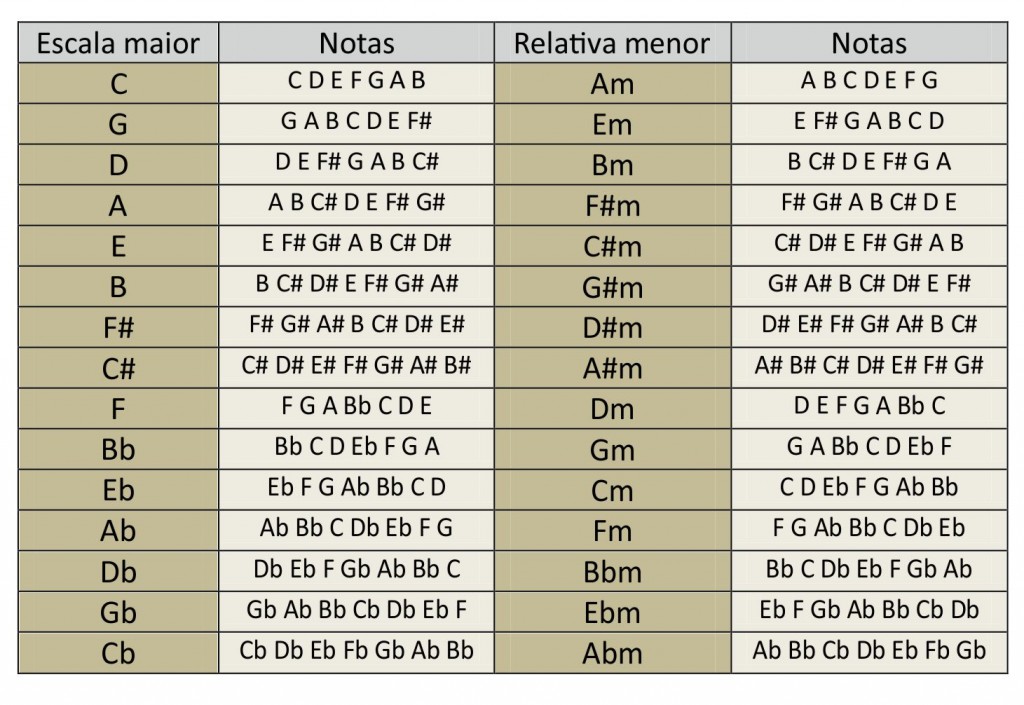 Escala maior Notas Relativa menor Notas
C C D E F G A B Am A B C D E F G
G G A B C D E F# Em E F# G A B C D
D D E F# G A B C# Bm B C# D E F# G A
A A B C# D E F# G# F#m F# G# A B C# D E
E E F# G# A B C# D# C#m C# D# E F# G# A B
B B C# D# E F# G# A# G#m G# A# B C# D# E F#
F# F# G# A# B C# D# E# D#m D# E# F# G# A# B C#
C# C# D# E# F# G# A# B# A#m A# B# C# D# E# F# G#
F F G A Bb C D E Dm D E F G A Bb C
Bb Bb C D Eb F G A Gm G A Bb C D Eb F
Eb Eb F G Ab Bb C D Cm C D Eb F G Ab Bb
Ab Ab Bb C Db Eb F G Fm F G Ab Bb C Db Eb
Db Db Eb F Gb Ab Bb C Bbm Bb C Db Eb F Gb Ab
Gb Gb Ab Bb Cb Db Eb F Ebm Eb F Gb Ab Bb Cb Db
Cb Cb Db Eb Fb Gb Ab Bb Abm Ab Bb Cb Db Eb Fb Gb